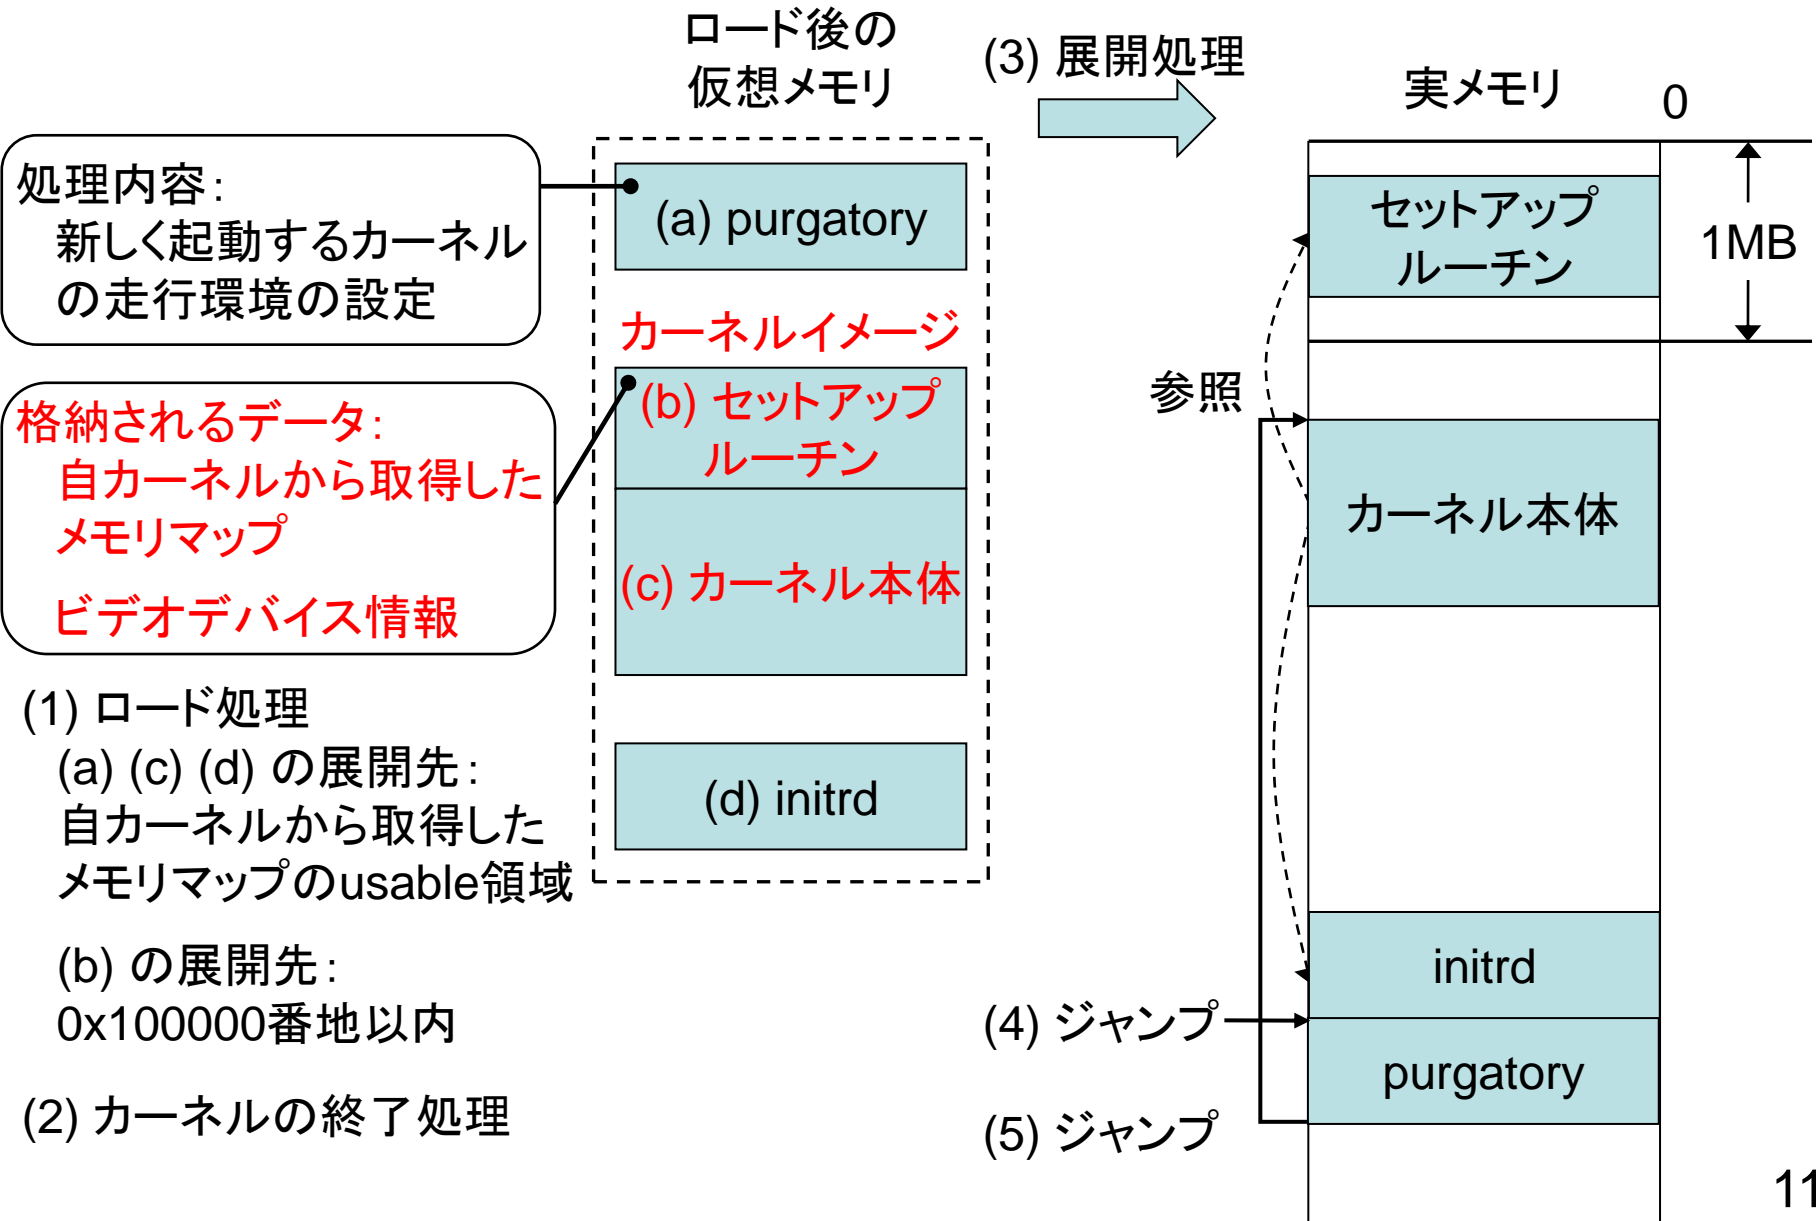 ロード後の
仮想メモリ
(3) 展開処理
実メモリ
0
処理内容:
新しく起動するカーネル
の走行環境の設定
(a) purgatory
セットアップ
ルーチン
1MB
カーネルイメージ
格納されるデータ:
自カーネルから取得した
メモリマップ
ビデオデバイス情報
(b) セットアップ
ルーチン
(c) カーネル本体
参照
カーネル本体
(1) ロード処理
(a) (c) (d) の展開先:
自カーネルから取得した
メモリマップのusable領域
(d) initrd
(b) の展開先:
0x100000番地以内
initrd
(4) ジャンプ
purgatory
(2) カーネルの終了処理
(5) ジャンプ
11